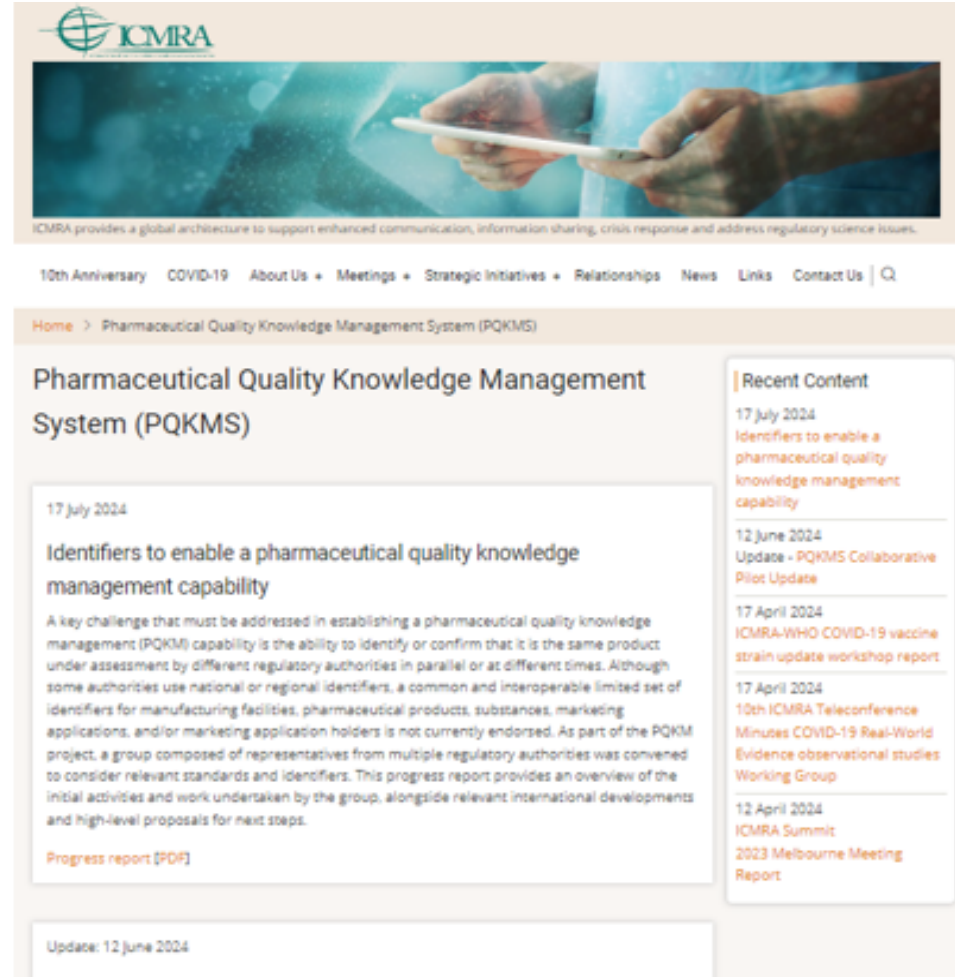 ICMRA
ICMRA provides a global architecture to support enhanced communication, information sharing, crisis response and address regulatory science issues.
10th Anniversary COVID-19 About Us + Meetings + Strategic Initiatives + Relationships News Links Contact Us
Home > Pharmaceutical Quality Knowledge Management System (PQKMS)
Pharmaceutical Quality Knowledge Management
System (PQKMS)
17 July 2024
Identifiers to enable a pharmaceutical quality knowledge
management capability
A key challenge that must be addressed in establishing a pharmaceutical quality knowledge
management (PQKM) capability is the ability to identify or confirm that it is the same product
under assessment by different regulatory authorities in parallel or at different times. Although
some authorities use national or regional identifiers, a common and interoperable limited set of
identifiers for manufacturing facilities, pharmaceutical products, substances, marketing
applications, and/or marketing application holders is not currently endorsed. As part of the PQKM
project, a group composed of representatives from multiple regulatory authorities was convened
to consider relevant standards and identifiers. This progress report provides an overview of the
initial activities and work undertaken by the group, alongside relevant international developments
and high-level proposals for next steps.
Progress report [PDF]
Update: 12 June 2024
Recent Content
17 July 2024
Identifiers to enable a
pharmaceutical quality
knowledge management
capability
12 June 2024
Update - PQKMS Collaborative
Pilot Update
17 April 2024
ICMRA-WHO COVID-19 vaccine
strain update workshop report
17 April 2024
10th ICMRA Teleconference
Minutes COVID-19 Real-World
Evidence observational studies
Working Group
12 April 2024
ICMRA Summit
2023 Melbourne Meeting
Report